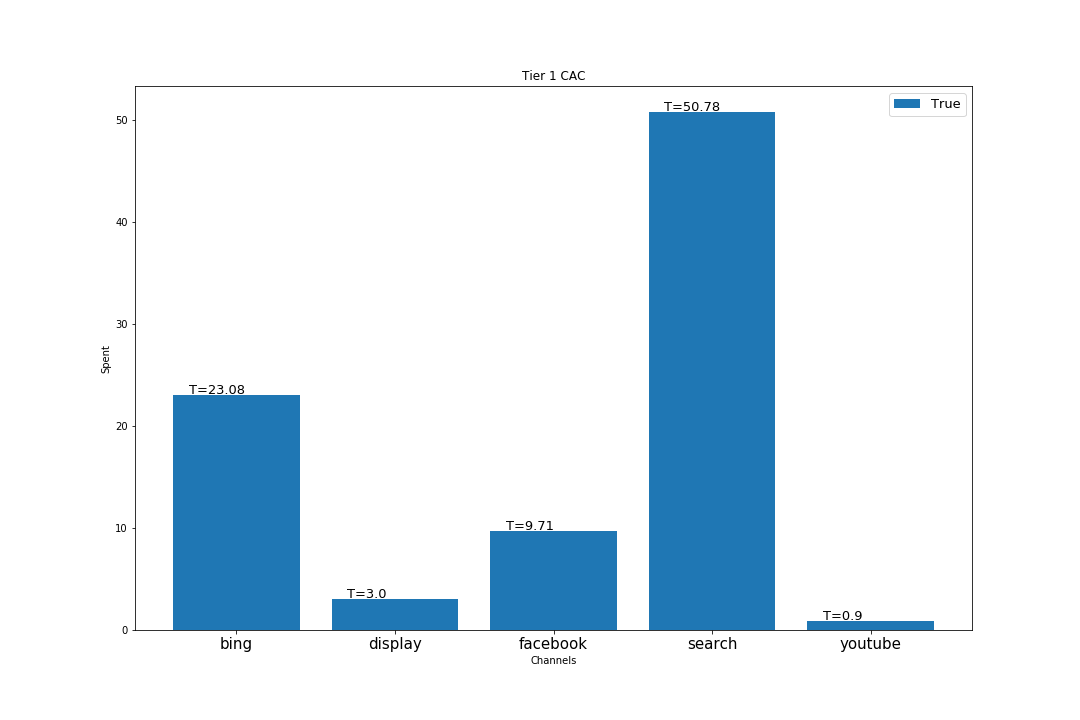 Tier 1 CAC
True
Spent
50
40
30
20
10
0
T=23.08
T=3.0
T=9.71
T=50.78
T=0.9
bing
display
facebook
search
youtube
Channels